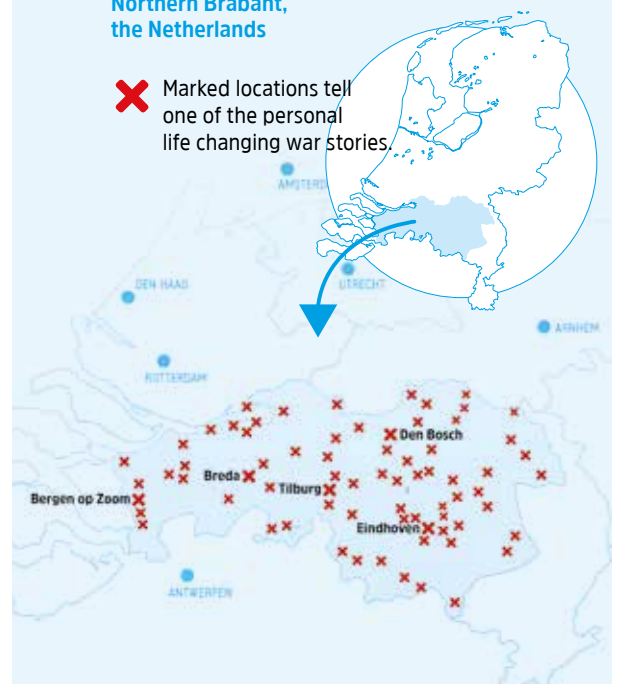 Northern Brabant,
the Netherlands
Marked locations tell
one of the personal
life changing war stories.
AMSTERDA
UTRECHT
DEN HAAG
ARNHEM
ROTTERDAM
Den Bosch
Breda
Tilburg
Bergen op Zoom
Eindhoven
ANTWERPEN